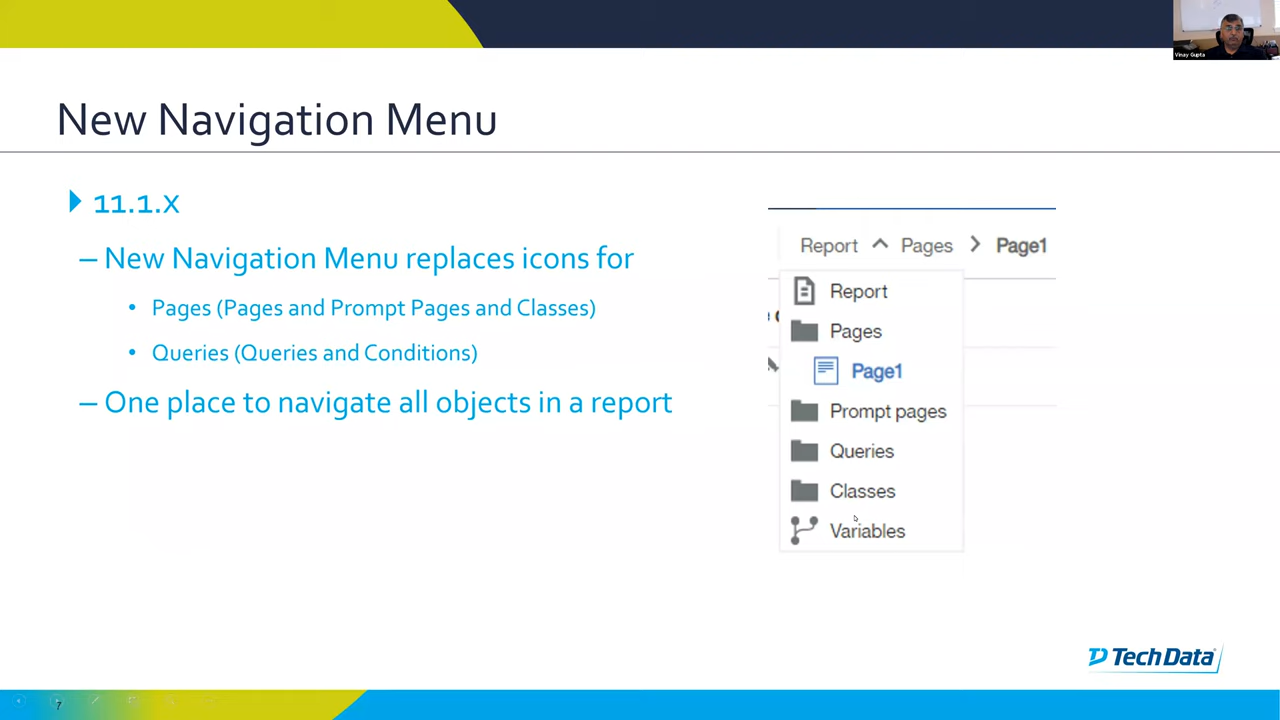 Vinay Gupta
New Navigation Menu
11.1.x
– New Navigation Menu replaces icons for
• Pages (Pages and Prompt Pages and Classes)
• Queries (Queries and Conditions)
– One place to navigate all objects in a report
Report Pages > Page1
Report
Pages
Page1
Prompt pages
Queries
Classes
Variables
TechData
7